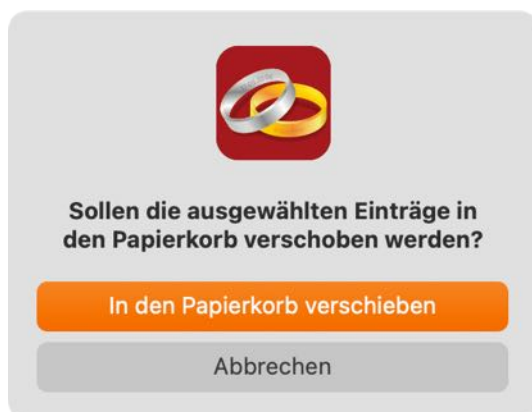 Sollen die ausgewählten Einträge in
den Papierkorb verschoben werden?
In den Papierkorb verschieben
Abbrechen